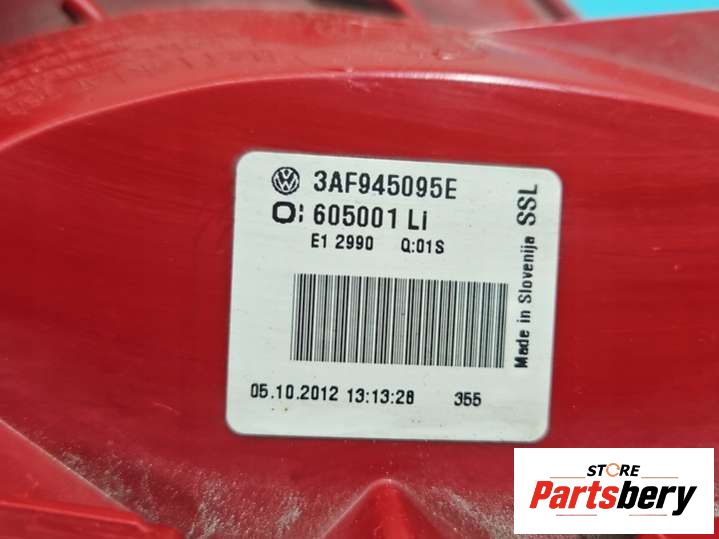 3AF945095E
605001 Li
E1 2990 Q:01S
05.10.2012 13:13:28 355
Made in Slovenija SSL
STORE
Partsbery